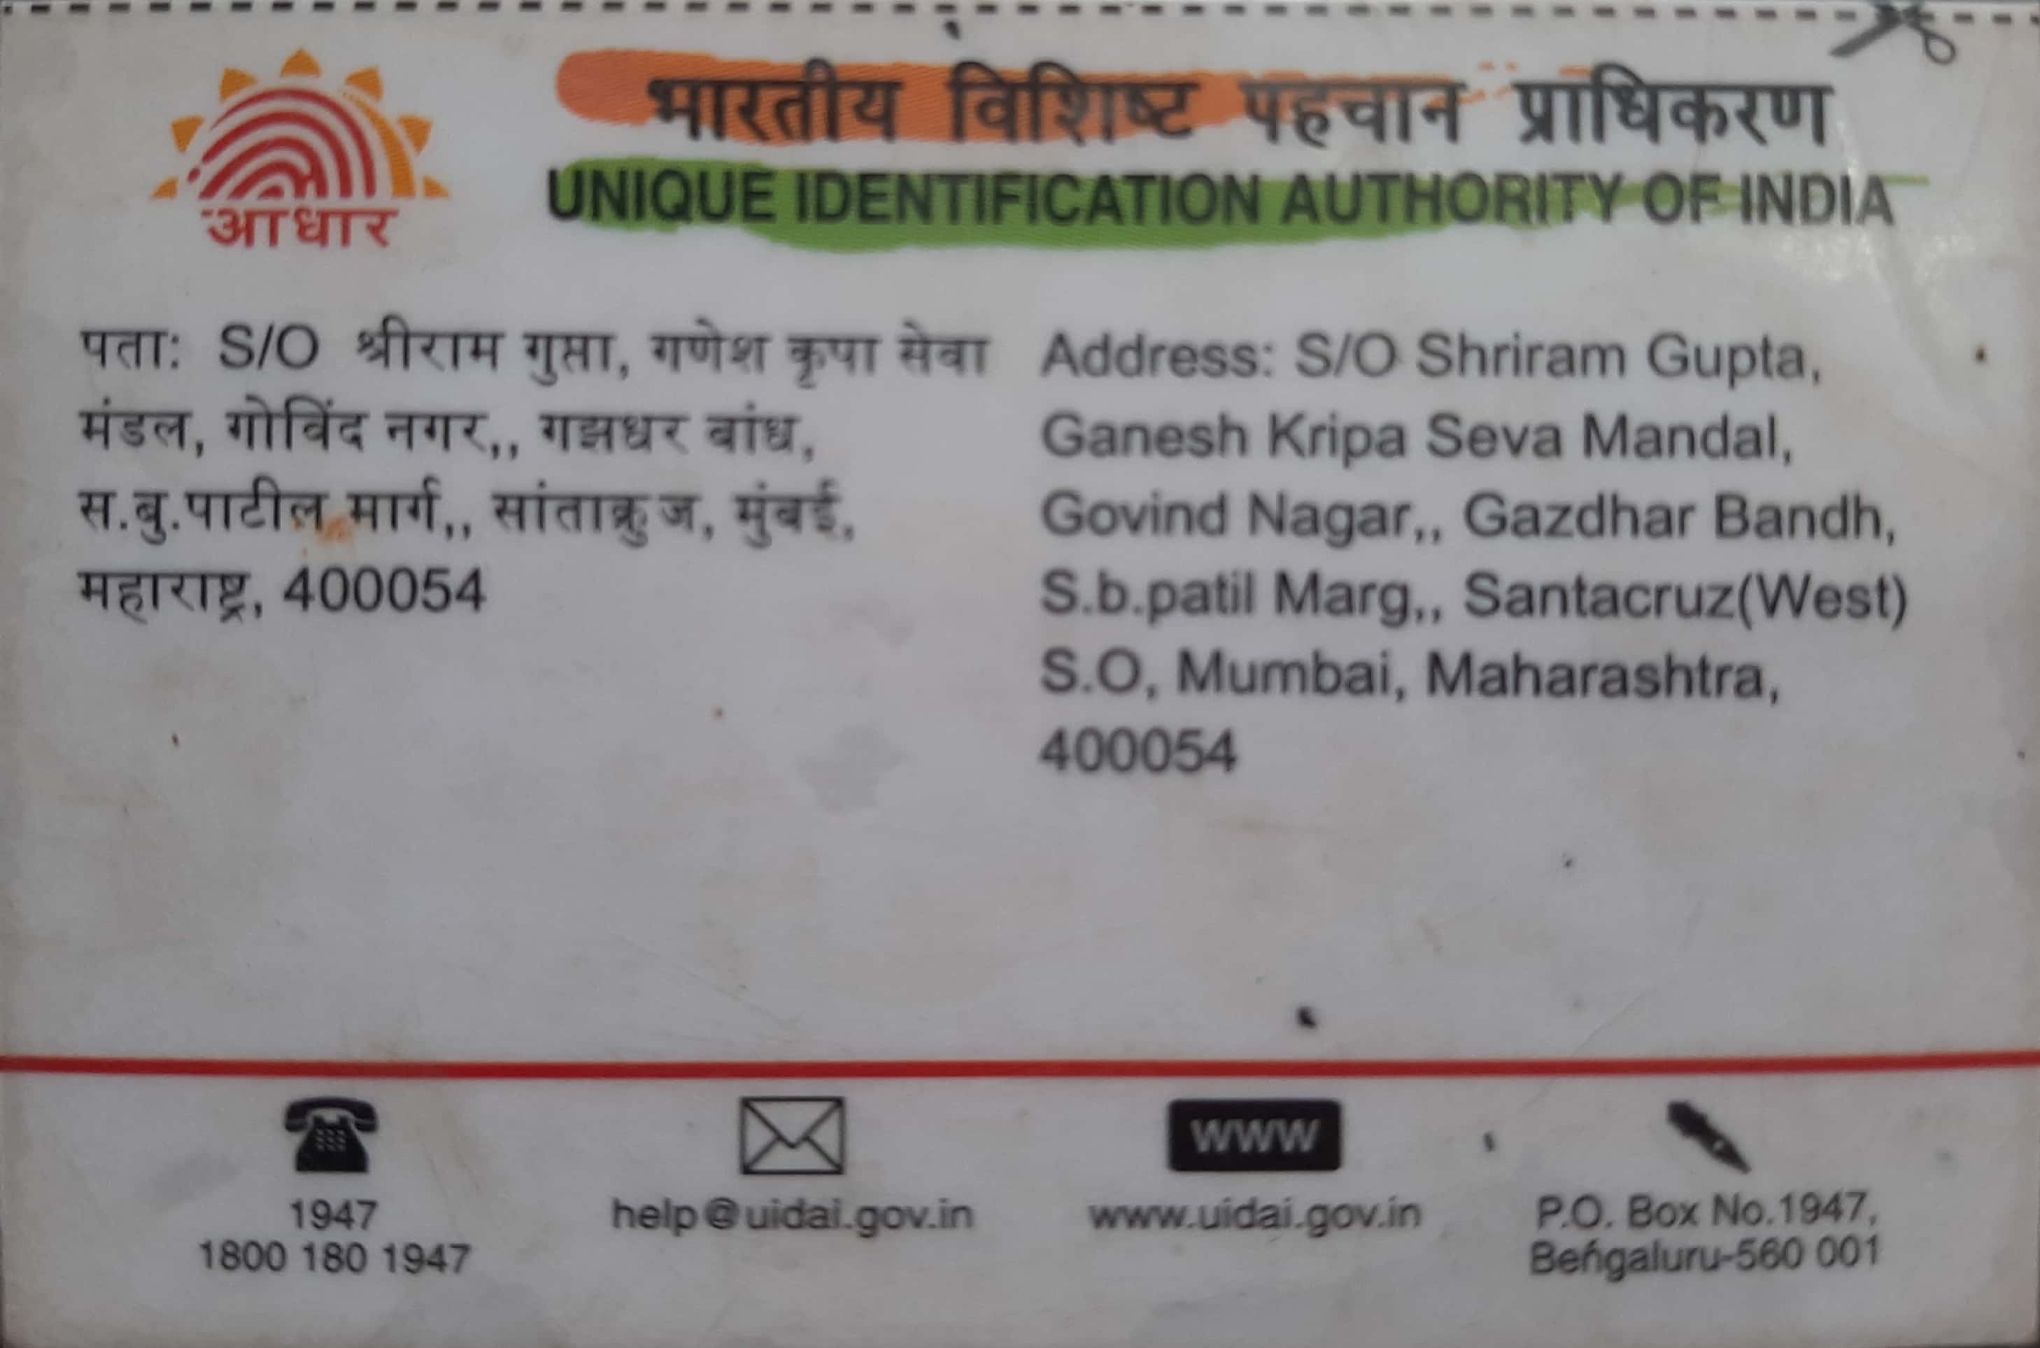 आधार
भारतीय विशिष्ट पहचान प्राधिकरण
UNIQUE IDENTIFICATION AUTHORITY OF INDIA
पता: S/O श्रीराम गुप्ता, गणेश कृपा सेवा
मंडल, गोविंद नगर,, गझधर बांध,
स.बु.पाटील मार्ग,, सांताक्रुज, मुंबई,
महाराष्ट्र, 400054
Address: S/O Shriram Gupta,
Ganesh Kripa Seva Mandal,
Govind Nagar,, Gazdhar Bandh,
S.b.patil Marg,, Santacruz(West)
S.O, Mumbai, Maharashtra,
400054
1947
1800 180 1947
help@uidai.gov.in
WWW
www.uidai.gov.in
P.O. Box No.1947,
Bengaluru-560 001